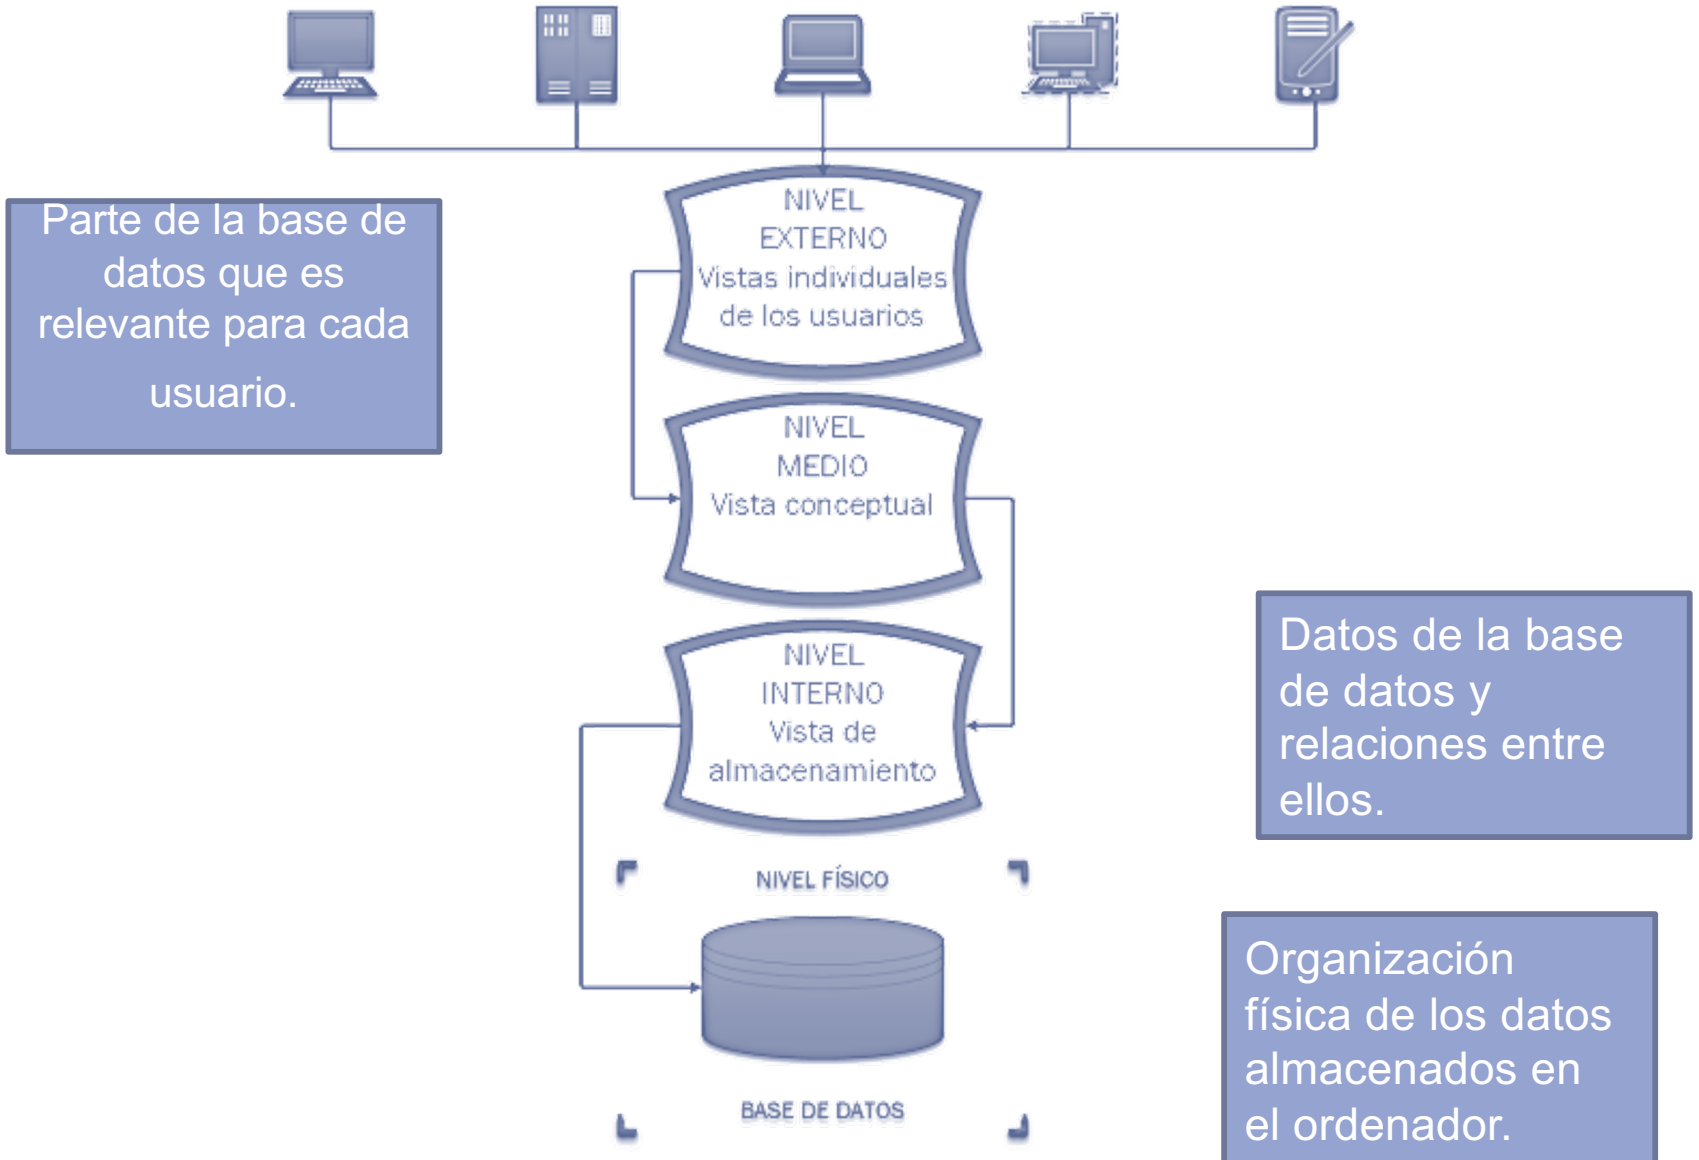 Parte de la base de
datos que es
relevante para cada
usuario.
NIVEL
EXTERNO
Vistas individuales
de los usuarios
NIVEL
MEDIO
Vista conceptual
NIVEL
INTERNO
Vista de
almacenamiento
Datos de la base
de datos y
relaciones entre
ellos.
NIVEL FÍSICO
BASE DE DATOS
Organización
física de los datos
almacenados en
el ordenador.